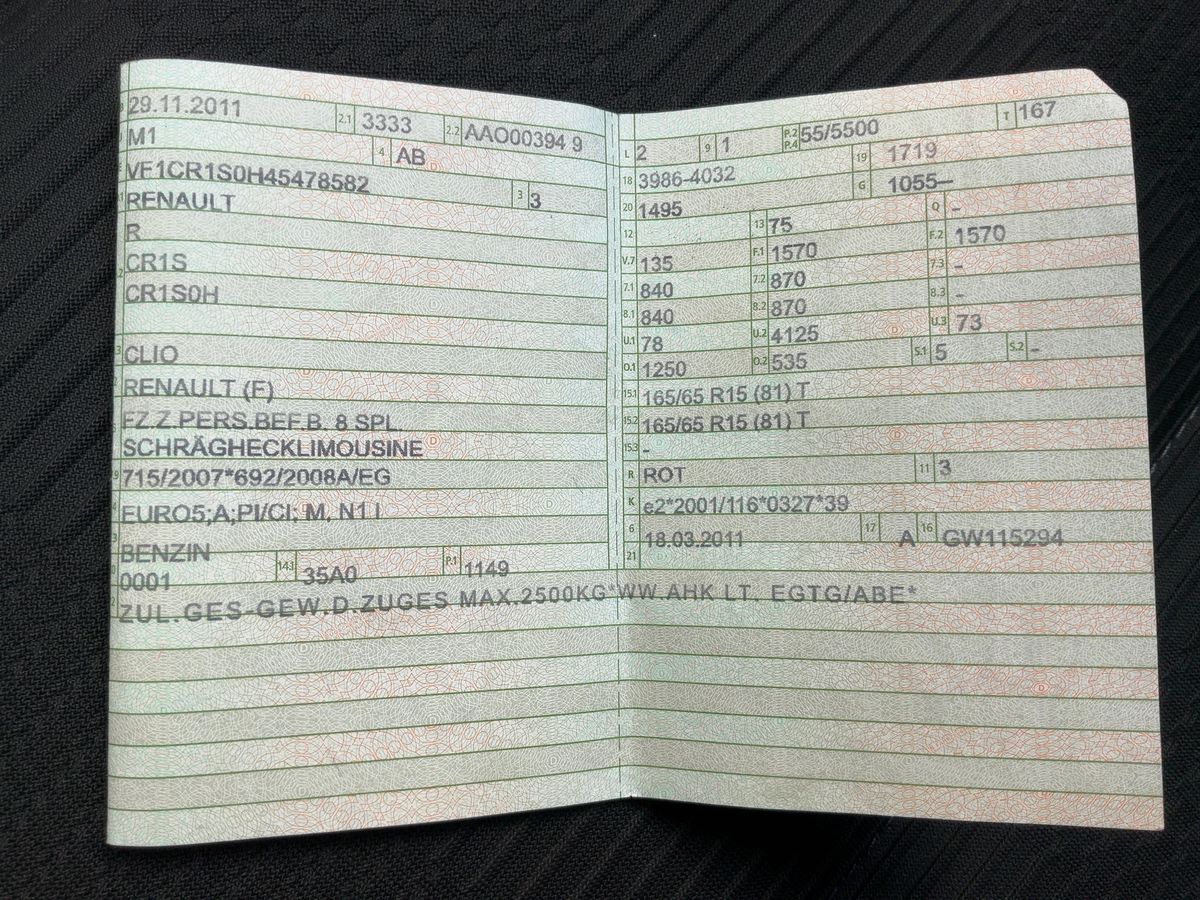 29.11.2011 2.1 3333 2.2 AAO00394 9
M1 4 AB
VF1CR1S0H45478582 3 3
RENAULT
R
CR1S
CR1S0H
CLIO
RENAULT (F)
FZ.Z.PERS.BEF.B. 8 SPL.
SCHRÄGHECKLIMOUSINE
715/2007*692/2008A/EG
EURO5;A;PI/CI; M, N1 I
BENZIN
0001 14.1 35A0 P.1 1149
ZUL.GES-GEW.D.ZUGES MAX.2500KG*WW.AHK LT. EGTG/ABE*
L 2 9 1 P.2 P.4 55/5500 T 167
18 3986-4032 19 1719
20 1495 G 1055–
12 13 75 Q -
V.7 135 F.1 1570 F.2 1570
7.1 840 7.2 870 7.3 -
8.1 840 8.2 870 8.3 -
U.1 78 U.2 4125 U.3 73
O.1 1250 O.2 535 S.1 5 S.2 -
15.1 165/65 R15 (81) T
15.2 165/65 R15 (81) T
15.3 -
R ROT 11 3
K e2*2001/116*0327*39
6 18.03.2011 17 A 16 GW115294
21